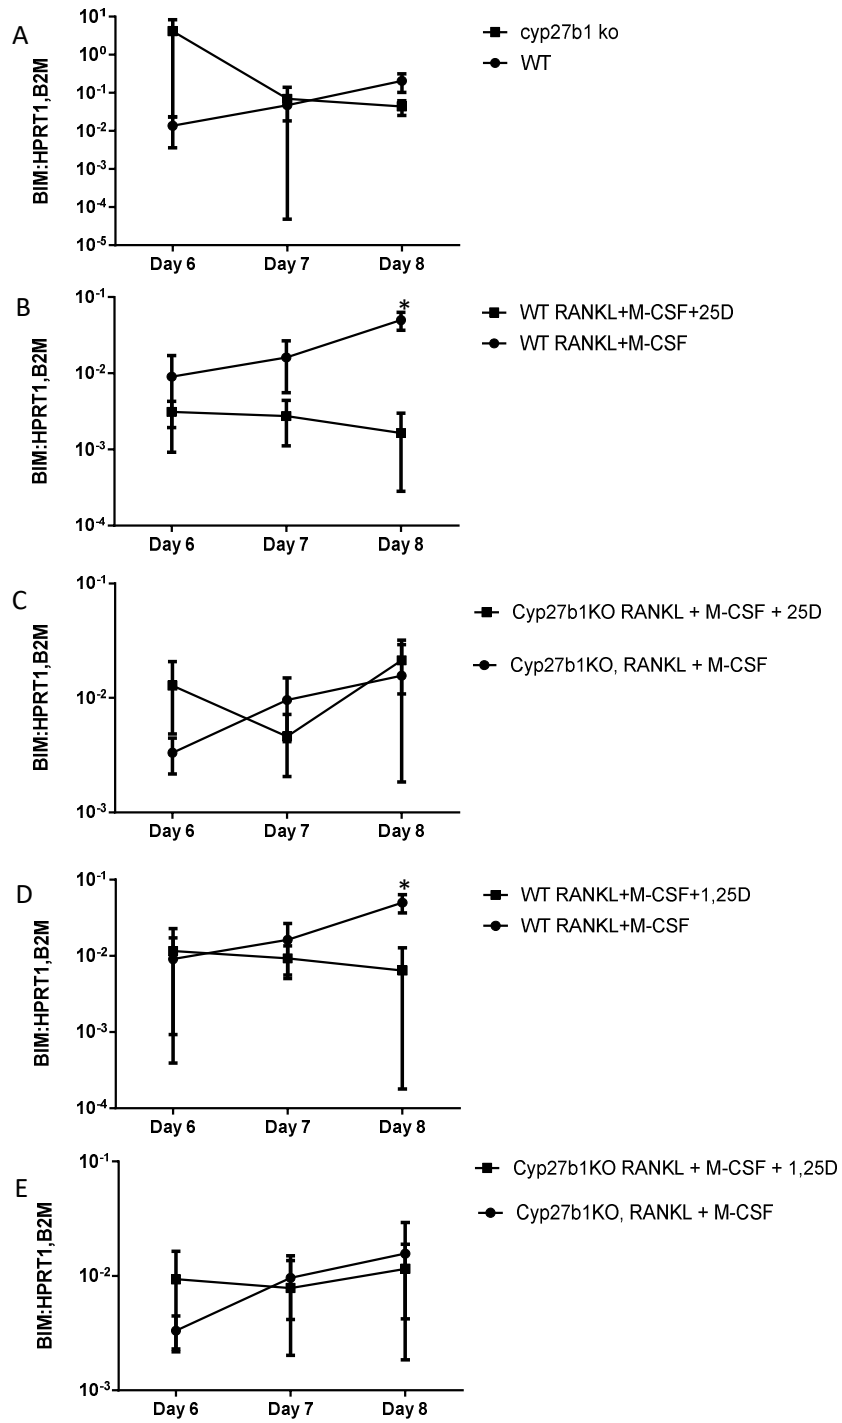 A
BIM:HPRT1,B2M
10^1
10^0
10^-1
10^-2
10^-3
10^-4
10^-5
Day 6 Day 7 Day 8
cyp27b1 ko
WT
B
BIM:HPRT1,B2M
10^-1
10^-2
10^-3
10^-4
*
Day 6 Day 7 Day 8
WT RANKL+M-CSF+25D
WT RANKL+M-CSF
C
BIM:HPRT1,B2M
10^-1
10^-2
10^-3
Day 6 Day 7 Day 8
Cyp27b1KO RANKL + M-CSF + 25D
Cyp27b1KO, RANKL + M-CSF
D
BIM:HPRT1,B2M
10^-1
10^-2
10^-3
10^-4
*
Day 6 Day 7 Day 8
WT RANKL+M-CSF+1,25D
WT RANKL+M-CSF
E
BIM:HPRT1,B2M
10^-1
10^-2
10^-3
Day 6 Day 7 Day 8
Cyp27b1KO RANKL + M-CSF + 1,25D
Cyp27b1KO, RANKL + M-CSF